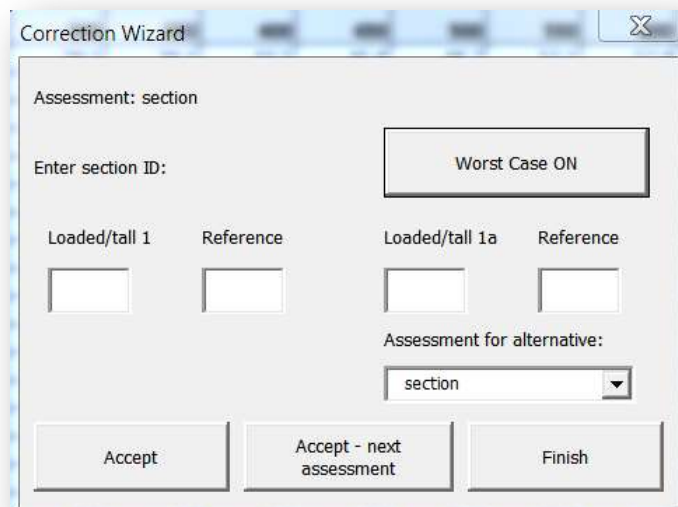 Correction Wizard
Assessment: section
Enter section ID:
Worst Case ON
Loaded/tall 1 Reference Loaded/tall 1a Reference
Assessment for alternative:
section
Accept
Accept - next
assessment
Finish